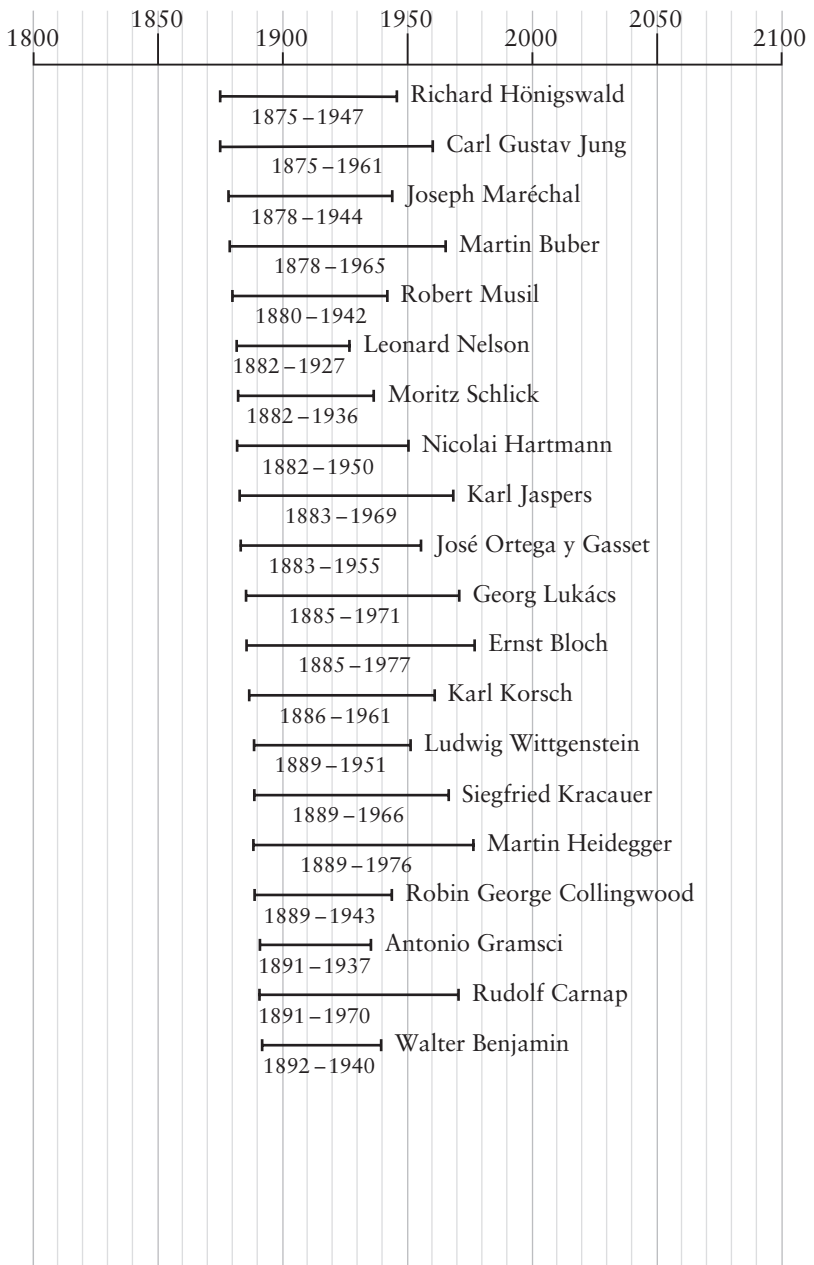 1850 1950 2050
1800 1900 2000 2100
Richard Hönigswald
1875–1947
Carl Gustav Jung
1875–1961
Joseph Maréchal
1878–1944
Martin Buber
1878–1965
Robert Musil
1880–1942
Leonard Nelson
1882–1927
Moritz Schlick
1882–1936
Nicolai Hartmann
1882–1950
Karl Jaspers
1883–1969
José Ortega y Gasset
1883–1955
Georg Lukács
1885–1971
Ernst Bloch
1885–1977
Karl Korsch
1886–1961
Ludwig Wittgenstein
1889–1951
Siegfried Kracauer
1889–1966
Martin Heidegger
1889–1976
Robin George Collingwood
1889–1943
Antonio Gramsci
1891–1937
Rudolf Carnap
1891–1970
Walter Benjamin
1892–1940